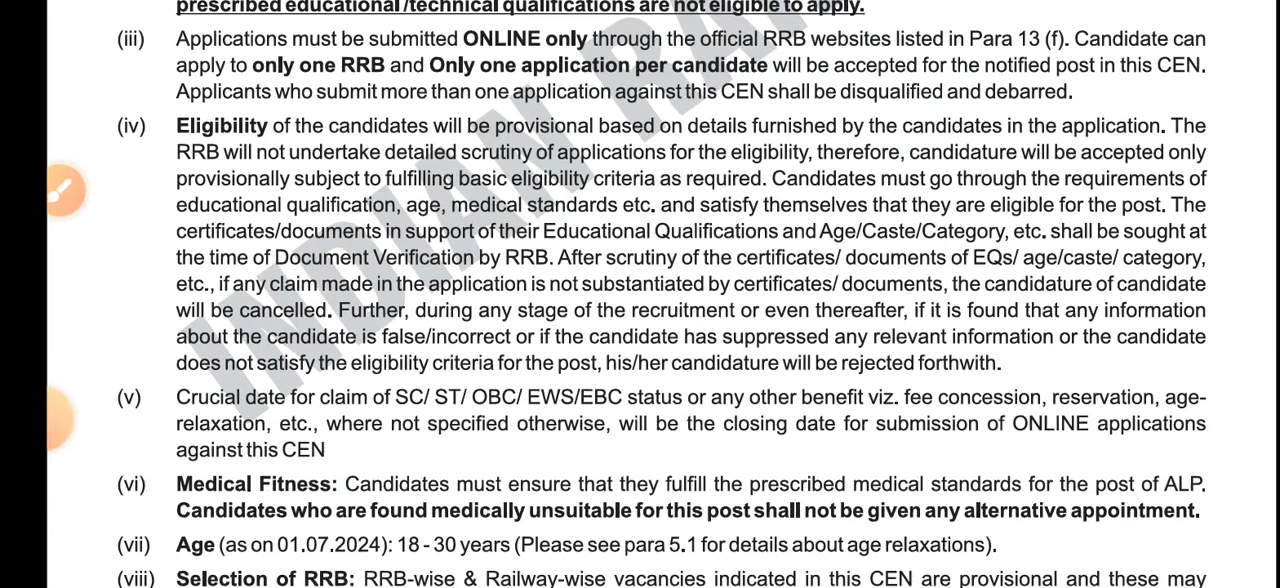 prescribed educational /technical qualifications are not eligible to apply.
(iii) Applications must be submitted ONLINE only through the official RRB websites listed in Para 13 (f). Candidate can
apply to only one RRB and Only one application per candidate will be accepted for the notified post in this CEN.
Applicants who submit more than one application against this CEN shall be disqualified and debarred.
(iv) Eligibility of the candidates will be provisional based on details furnished by the candidates in the application. The
RRB will not undertake detailed scrutiny of applications for the eligibility, therefore, candidature will be accepted only
provisionally subject to fulfilling basic eligibility criteria as required. Candidates must go through the requirements of
educational qualification, age, medical standards etc. and satisfy themselves that they are eligible for the post. The
certificates/documents in support of their Educational Qualifications and Age/Caste/Category, etc. shall be sought at
the time of Document Verification by RRB. After scrutiny of the certificates/ documents of EQs/ age/caste/ category,
etc., if any claim made in the application is not substantiated by certificates/ documents, the candidature of candidate
will be cancelled. Further, during any stage of the recruitment or even thereafter, if it is found that any information
about the candidate is false/incorrect or if the candidate has suppressed any relevant information or the candidate
does not satisfy the eligibility criteria for the post, his/her candidature will be rejected forthwith.
(v) Crucial date for claim of SC/ ST/ OBC/ EWS/EBC status or any other benefit viz. fee concession, reservation, age-
relaxation, etc., where not specified otherwise, will be the closing date for submission of ONLINE applications
against this CEN
(vi) Medical Fitness: Candidates must ensure that they fulfill the prescribed medical standards for the post of ALP.
Candidates who are found medically unsuitable for this post shall not be given any alternative appointment.
(vii) Age (as on 01.07.2024): 18 - 30 years (Please see para 5.1 for details about age relaxations).
(viii) Selection of RRB: RRB-wise & Railway-wise vacancies indicated in this CEN are provisional and these may
INDIAN